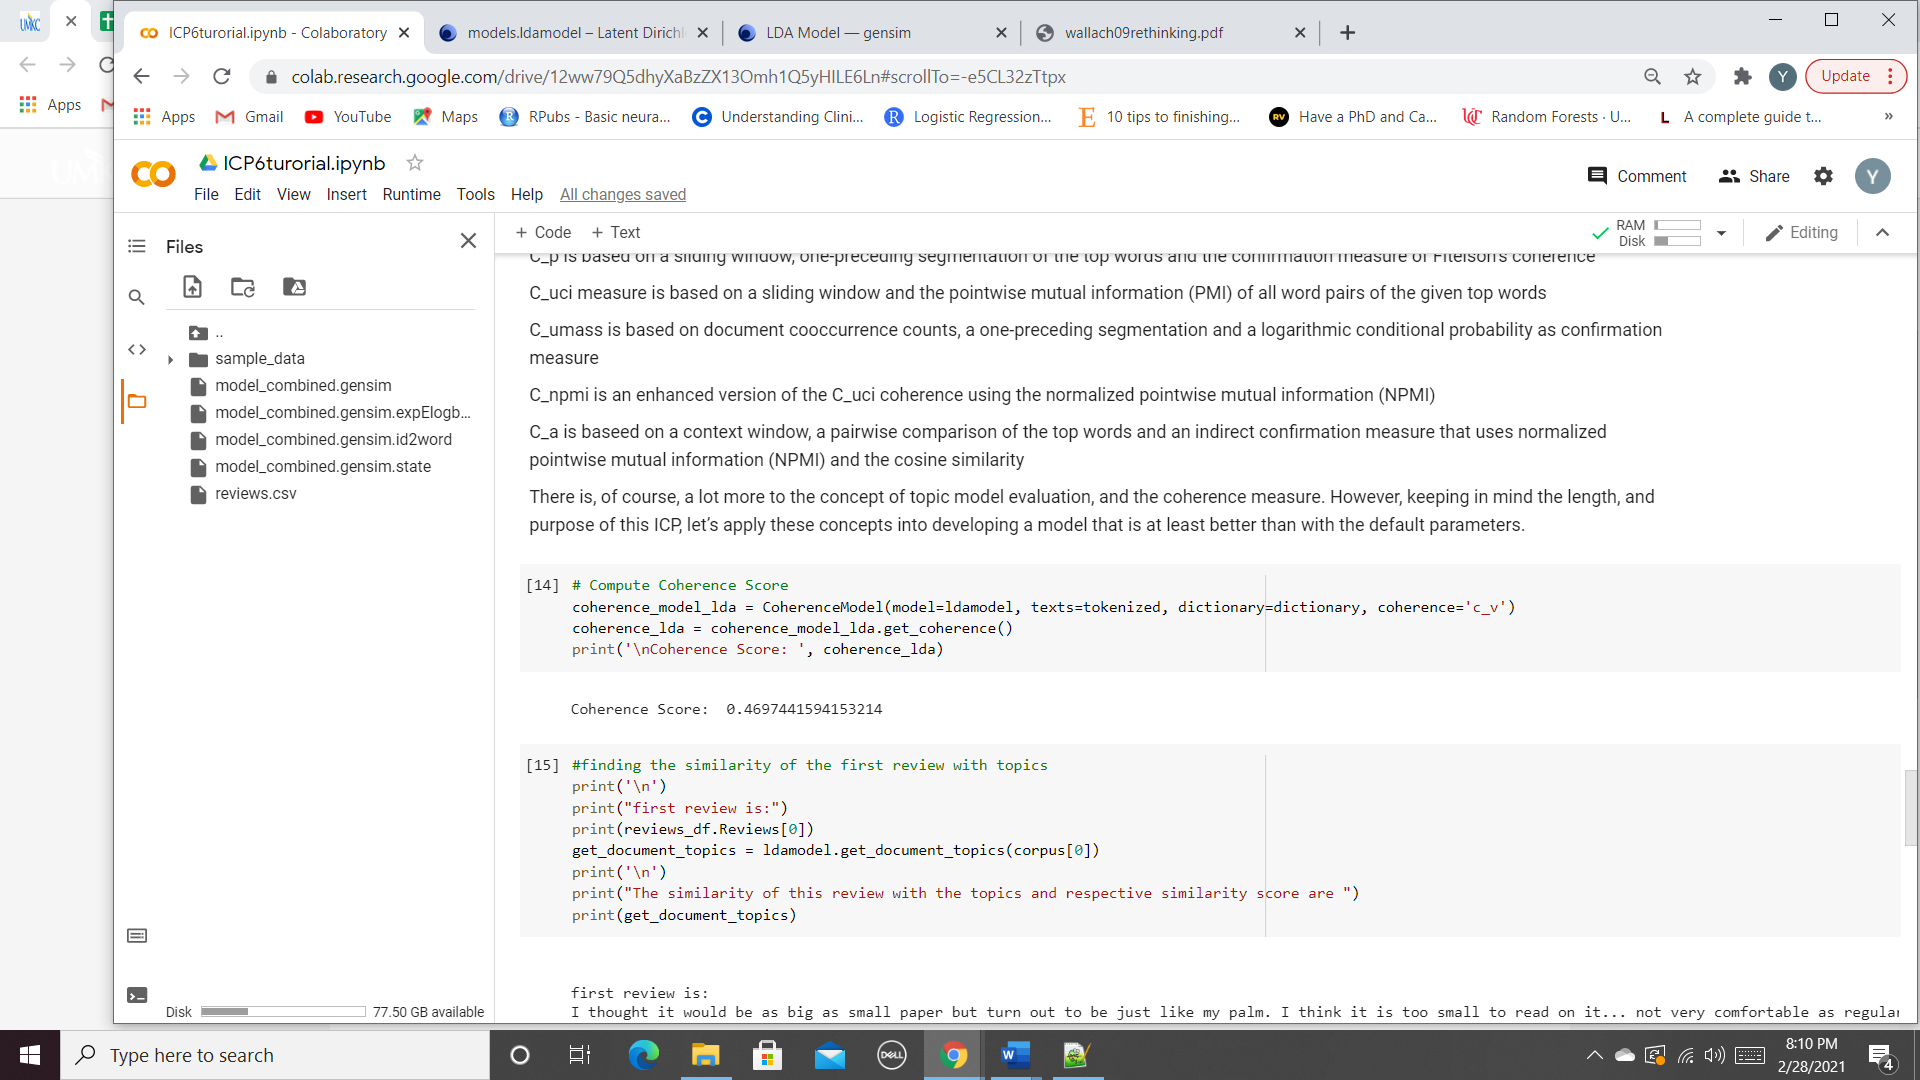 UMKC
ICP6turorial.ipynb - Colaboratory
models.ldamodel – Latent Dirichl
LDA Model — gensim
wallach09rethinking.pdf
colab.research.google.com/drive/12ww79Q5dhyXaBzZX13Omh1Q5yHILE6Ln#scrollTo=-e5CL32zTtpx
Y
Update
Apps
Apps
Gmail
YouTube
Maps
RPubs - Basic neura...
Understanding Clini...
Logistic Regression...
10 tips to finishing...
Have a PhD and Ca...
Random Forests · U...
A complete guide t...
»
ICP6turorial.ipynb
File Edit View Insert Runtime Tools Help All changes saved
Comment
Share
Y
Files
+ Code + Text
RAM
Disk
Editing
..
sample_data
model_combined.gensim
model_combined.gensim.expElogb...
model_combined.gensim.id2word
model_combined.gensim.state
reviews.csv
Disk
77.50 GB available
C_p is based on a sliding window, one-preceding segmentation of the top words and the confirmation measure of Fitelson's coherence
C_uci measure is based on a sliding window and the pointwise mutual information (PMI) of all word pairs of the given top words
C_umass is based on document cooccurrence counts, a one-preceding segmentation and a logarithmic conditional probability as confirmation
measure
C_npmi is an enhanced version of the C_uci coherence using the normalized pointwise mutual information (NPMI)
C_a is baseed on a context window, a pairwise comparison of the top words and an indirect confirmation measure that uses normalized
pointwise mutual information (NPMI) and the cosine similarity
There is, of course, a lot more to the concept of topic model evaluation, and the coherence measure. However, keeping in mind the length, and
purpose of this ICP, let's apply these concepts into developing a model that is at least better than with the default parameters.
[14] # Compute Coherence Score
coherence_model_lda = CoherenceModel(model=ldamodel, texts=tokenized, dictionary=dictionary, coherence='c_v')
coherence_lda = coherence_model_lda.get_coherence()
print('\nCoherence Score: ', coherence_lda)
Coherence Score:  0.4697441594153214
[15] #finding the similarity of the first review with topics
print('\n')
print("first review is:")
print(reviews_df.Reviews[0])
get_document_topics = ldamodel.get_document_topics(corpus[0])
print('\n')
print("The similarity of this review with the topics and respective similarity score are ")
print(get_document_topics)
first review is:
I thought it would be as big as small paper but turn out to be just like my palm. I think it is too small to read on it... not very comfortable as regular
Type here to search
DELL
8:10 PM
2/28/2021
4